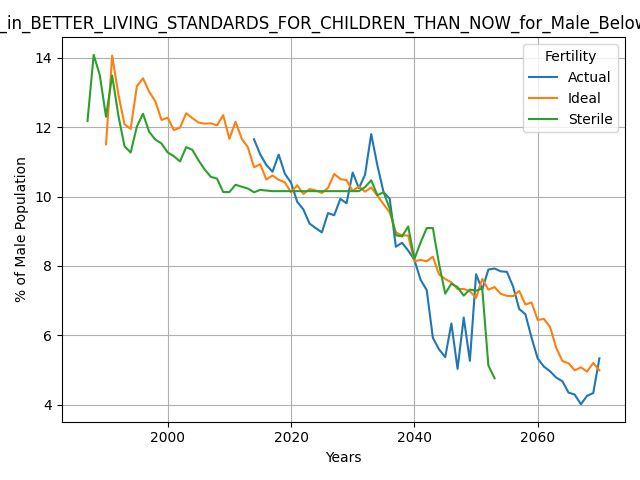 _in_BETTER_LIVING_STANDARDS_FOR_CHILDREN_THAN_NOW_for_Male_Below
Fertility
Actual
Ideal
Sterile
% of Male Population
14
12
10
8
6
4
2000
2020
2040
2060
Years